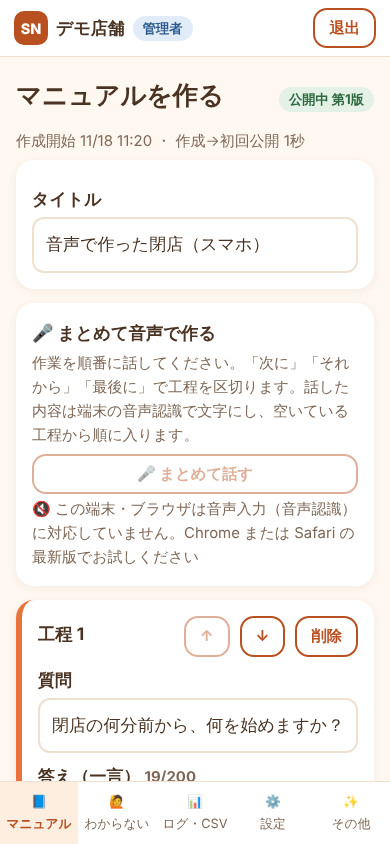 SN デモ店舗 管理者 退出
マニュアルを作る 公開中 第1版
作成開始 11/18 11:20 ・ 作成→初回公開 1秒
タイトル
音声で作った閉店（スマホ）
🎤 まとめて音声で作る
作業を順番に話してください。「次に」「それ
から」「最後に」で工程を区切ります。話した
内容は端末の音声認識で文字にし、空いている
工程から順に入ります。
🎤 まとめて話す
🔇 この端末・ブラウザは音声入力（音声認識）
に対応していません。Chrome または Safari の
最新版でお試しください
工程 1 ↑ ↓ 削除
質問
閉店の何分前から、何を始めますか？
答え（一言） 19/200
マニュアル わからない ログ・CSV 設定 その他